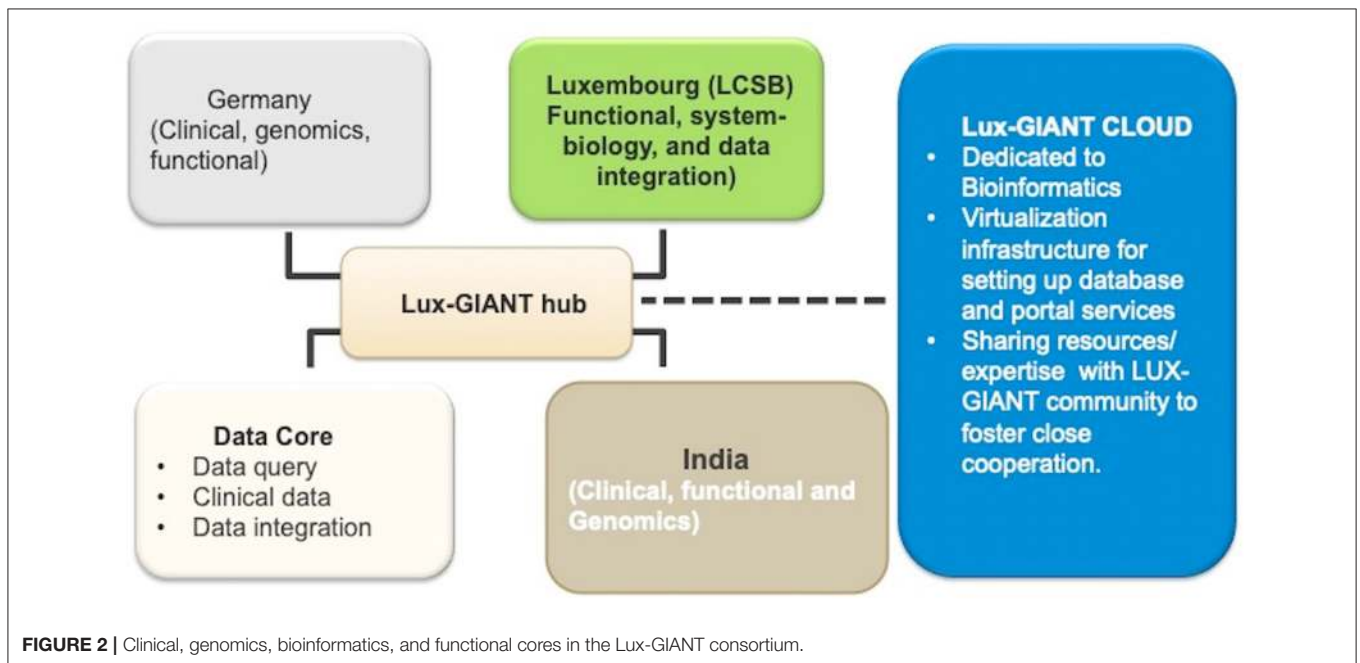 Germany
(Clinical, genomics,
functional)
Luxembourg (LCSB)
Functional, system-
biology, and data
integration)
Lux-GIANT CLOUD
• Dedicated to
Bioinformatics
• Virtualization
infrastructure for
setting up database
and portal services
• Sharing resources/
expertise with LUX-
GIANT community to
foster close
cooperation.
Lux-GIANT hub
Data Core
• Data query
• Clinical data
• Data integration
India
(Clinical, functional and
Genomics)
FIGURE 2 | Clinical, genomics, bioinformatics, and functional cores in the Lux-GIANT consortium.